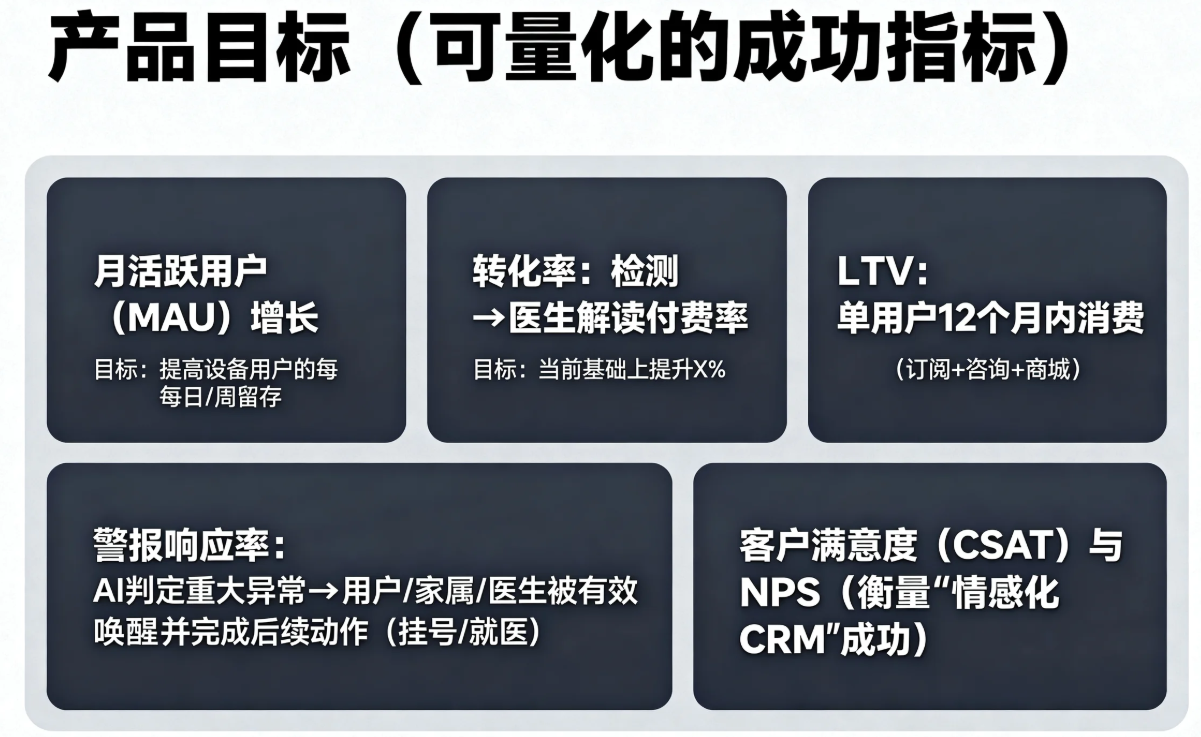 产品目标（可量化的成功指标）
月活跃用户
（MAU）增长
目标：提高设备用户的每
每日/周留存
转化率：检测
→医生解读付费率
目标：当前基础上提升X%
LTV：
单用户12个月内消费
（订阅+咨询+商城）
警报响应率：
AI判定重大异常→用户/家属/医生被有效
唤醒并完成后续动作（挂号/就医）
客户满意度（CSAT）与
NPS（衡量“情感化
CRM”成功）